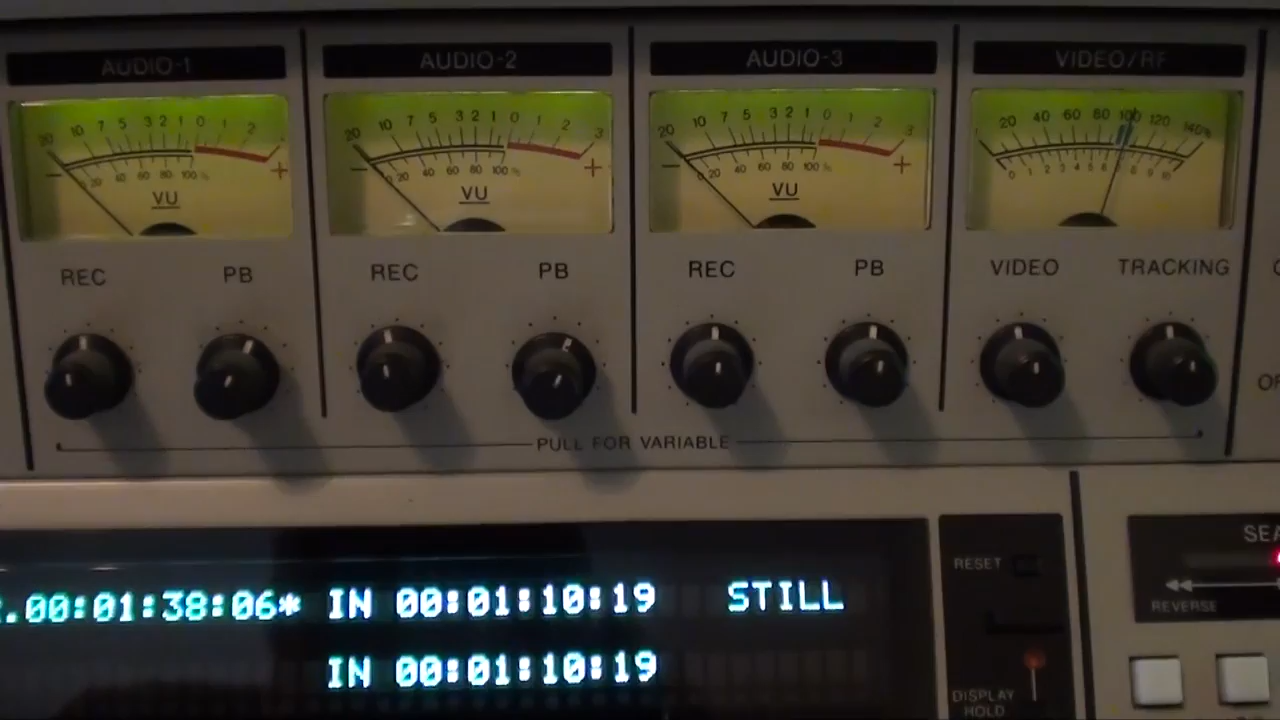 AUDIO-1 AUDIO-2 AUDIO-3 VIDEO/RF
20 10 7 5 3 2 1 0 1 2 +
- 20 40 60 80 100 %
VU
20 10 7 5 3 2 1 0 1 2 3
- 20 40 60 80 100 % +
VU
20 10 7 5 3 2 1 0 1 2 3
- 20 40 60 80 100 % +
VU
20 40 60 80 100 120 140%
0 1 2 3 4 5 6 7 8 9 10
REC PB REC PB REC PB VIDEO TRACKING
PULL FOR VARIABLE
.00:01:38:06* IN 00:01:10:19 STILL
IN 00:01:10:19
RESET
DISPLAY
HOLD
SEA
REVERSE